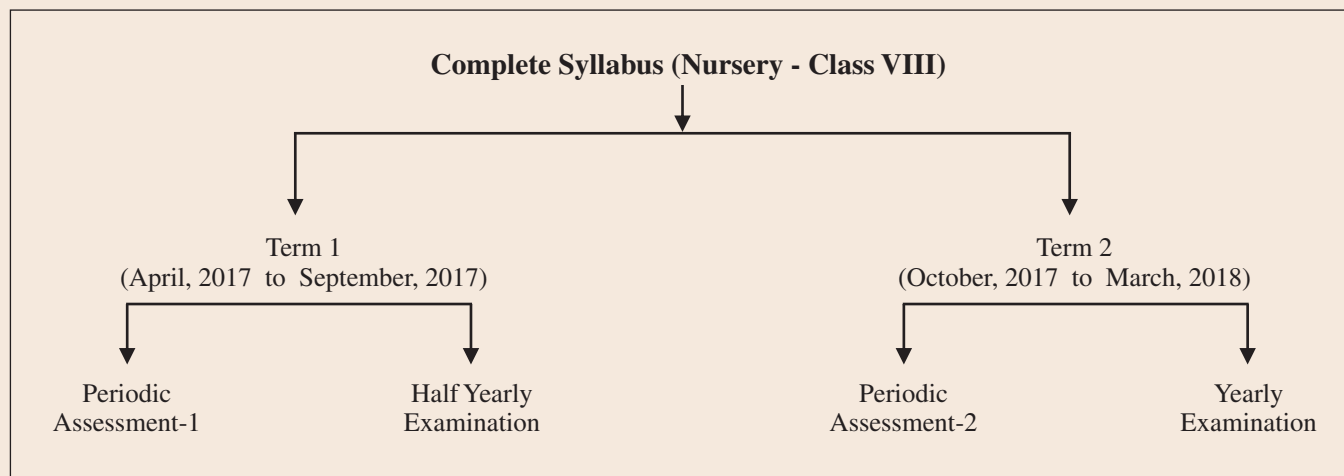 Complete Syllabus (Nursery - Class VIII)
Term 1
(April, 2017 to September, 2017)
Term 2
(October, 2017 to March, 2018)
Periodic
Assessment-1
Half Yearly
Examination
Periodic
Assessment-2
Yearly
Examination